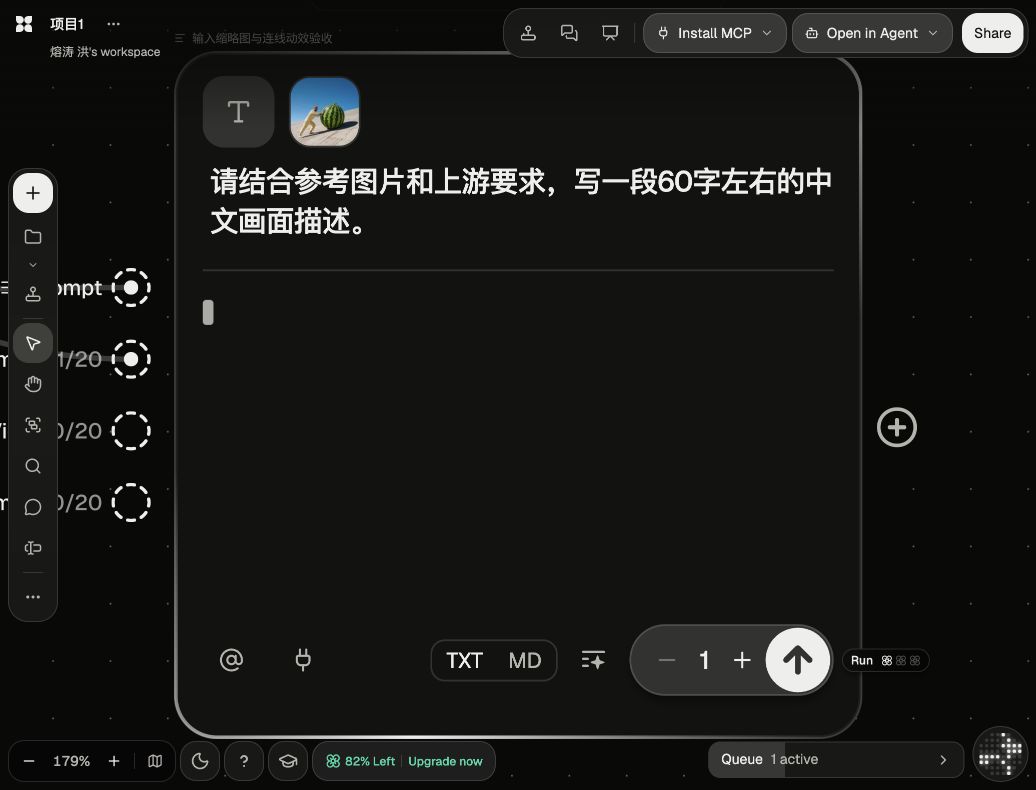 项目1
熔涛 洪's workspace
输入缩略图与连线动效验收
Install MCP
Open in Agent
Share
T
请结合参考图片和上游要求，写一段60字左右的中
文画面描述。
ompt
1/20
0/20
0/20
@
TXT
MD
1
Run
179%
?
82% Left
Upgrade now
Queue
1 active